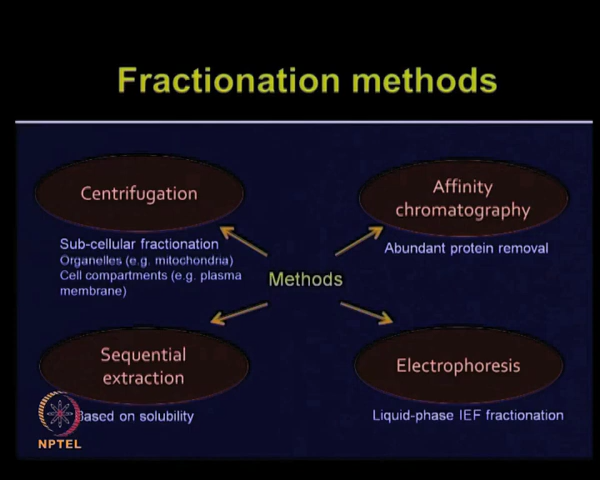 Fractionation methods
Centrifugation
Sub-cellular fractionation
Organelles (e.g. mitochondria)
Cell compartments (e.g. plasma
membrane)
Affinity
chromatography
Abundant protein removal
Methods
Sequential
extraction
Based on solubility
Electrophoresis
Liquid-phase IEF fractionation
NPTEL